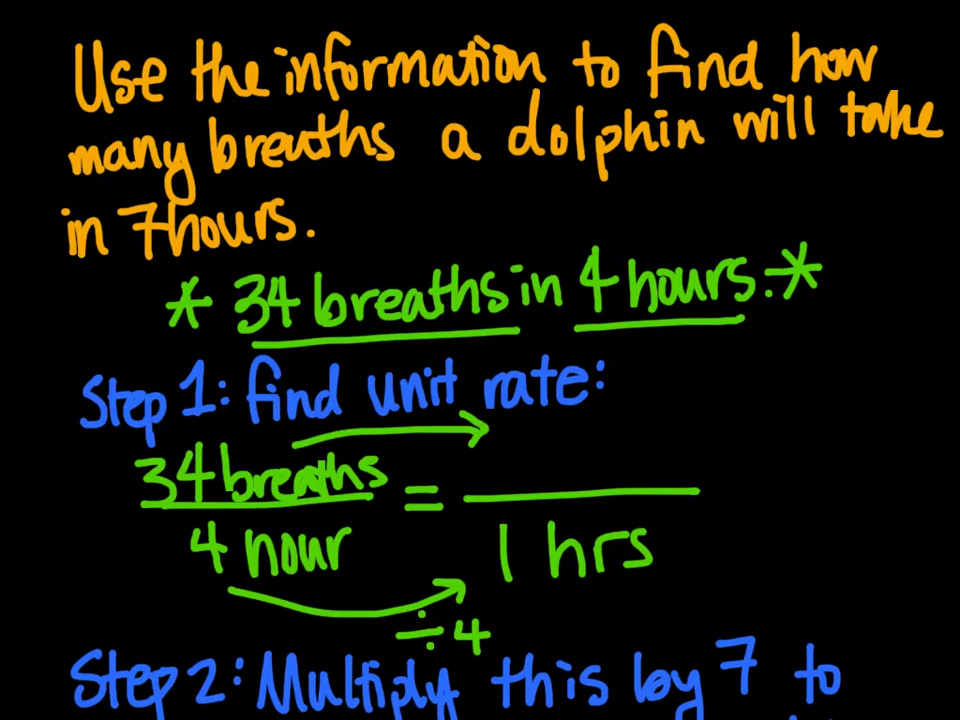 Use the information to find how
many breaths a dolphin will take
in 7 hours.
* 34 breaths in 4 hours. *
Step 1: find unit rate:
34 breaths
4 hour
=
1 hrs
÷ 4
Step 2: Multiply this by 7 to